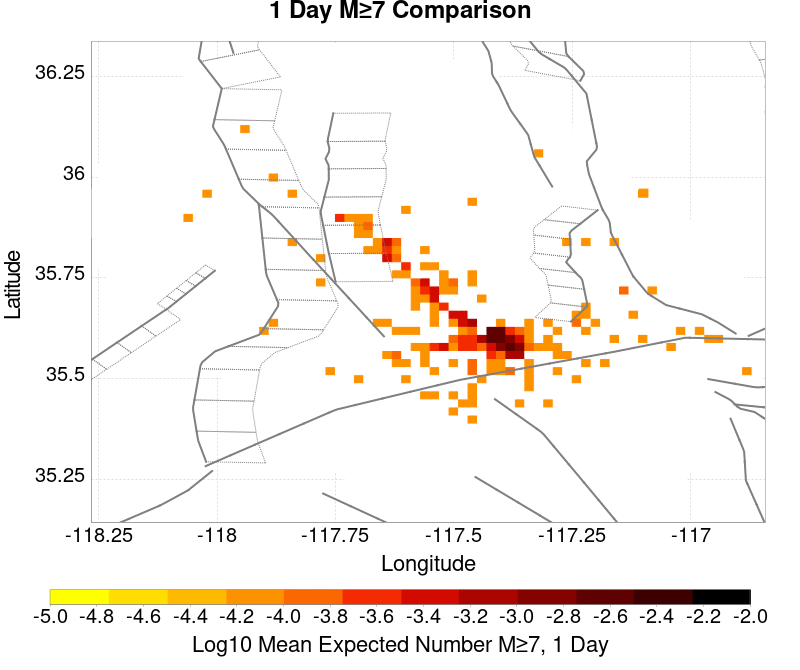 1 Day M≥7 Comparison
36.25
36
35.75
35.5
35.25
Latitude
-118.25 -118 -117.75 -117.5 -117.25 -117
Longitude
-5.0 -4.8 -4.6 -4.4 -4.2 -4.0 -3.8 -3.6 -3.4 -3.2 -3.0 -2.8 -2.6 -2.4 -2.2 -2.0
Log10 Mean Expected Number M≥7, 1 Day